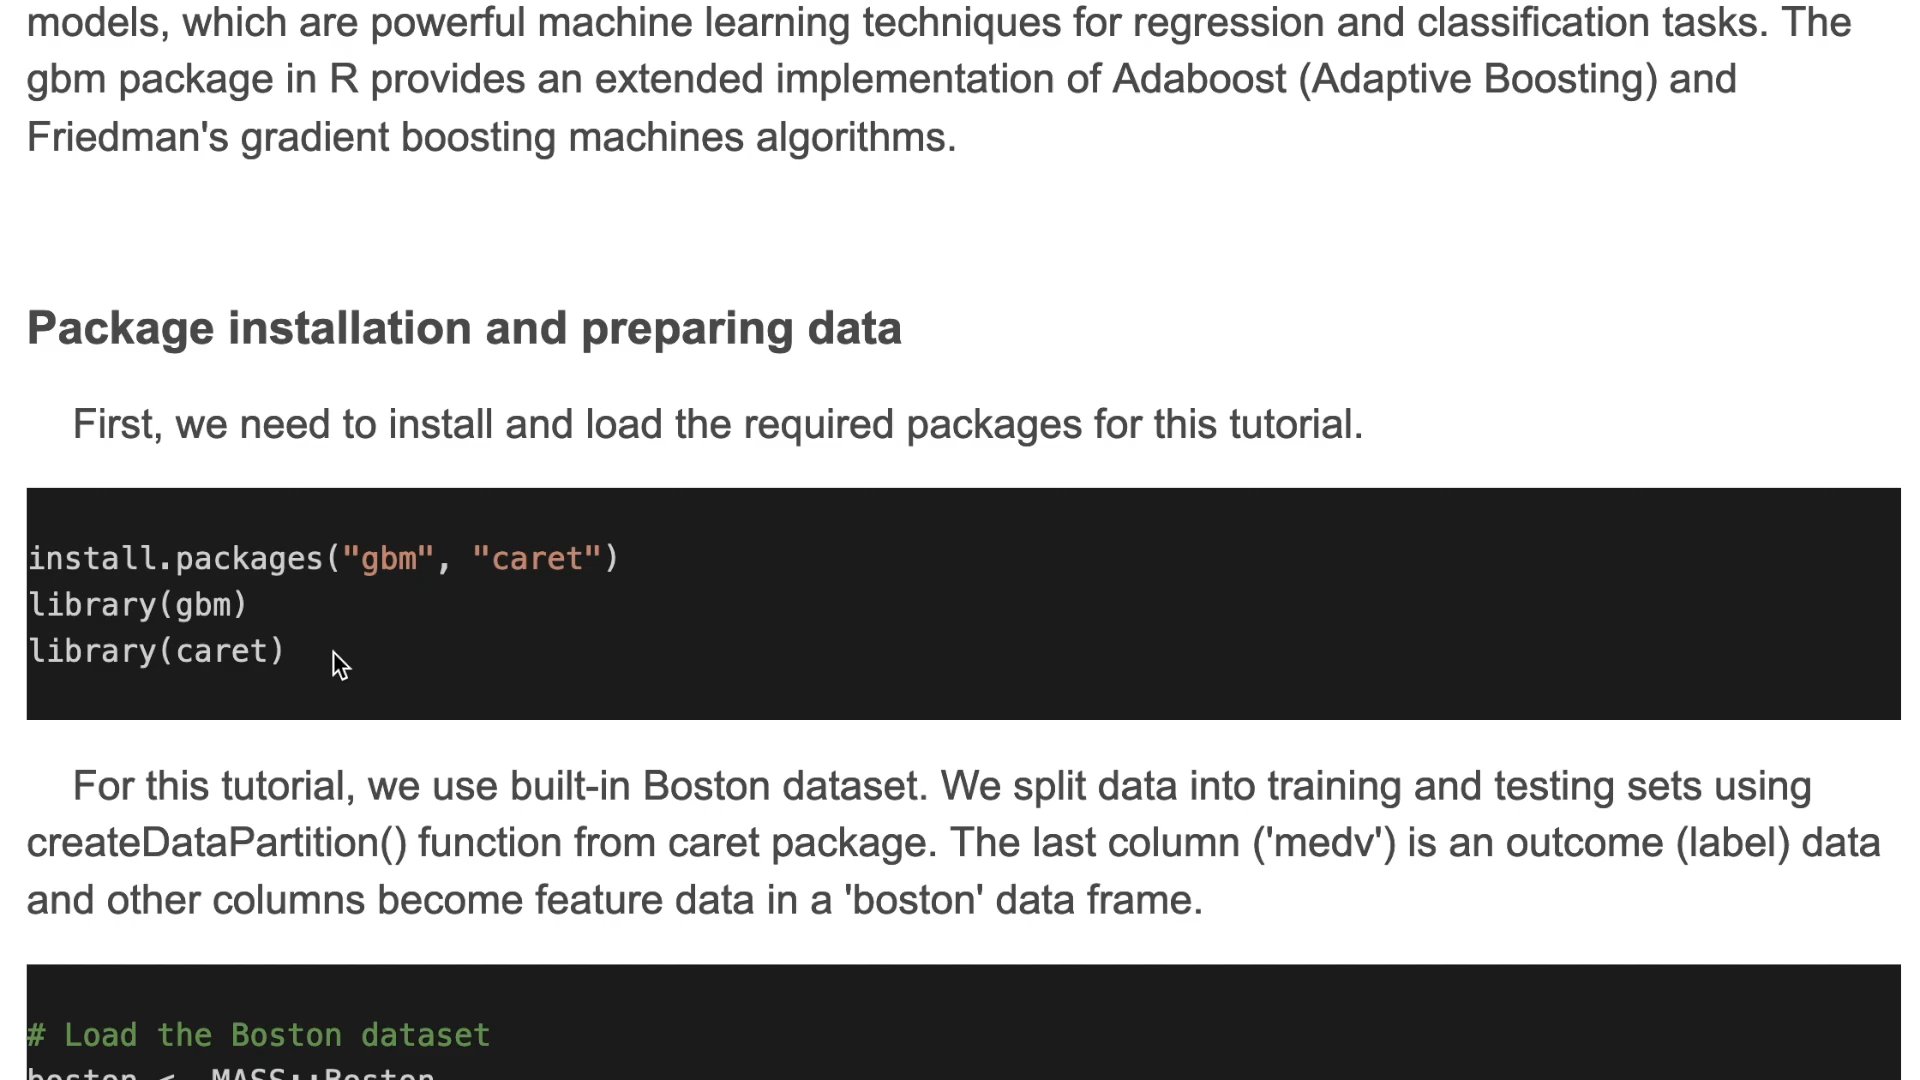 models, which are powerful machine learning techniques for regression and classification tasks. The
gbm package in R provides an extended implementation of Adaboost (Adaptive Boosting) and
Friedman's gradient boosting machines algorithms.
Package installation and preparing data
First, we need to install and load the required packages for this tutorial.
install.packages("gbm", "caret")
library(gbm)
library(caret)
For this tutorial, we use built-in Boston dataset. We split data into training and testing sets using
createDataPartition() function from caret package. The last column ('medv') is an outcome (label) data
and other columns become feature data in a 'boston' data frame.
# Load the Boston dataset
boston <- MASS::Boston